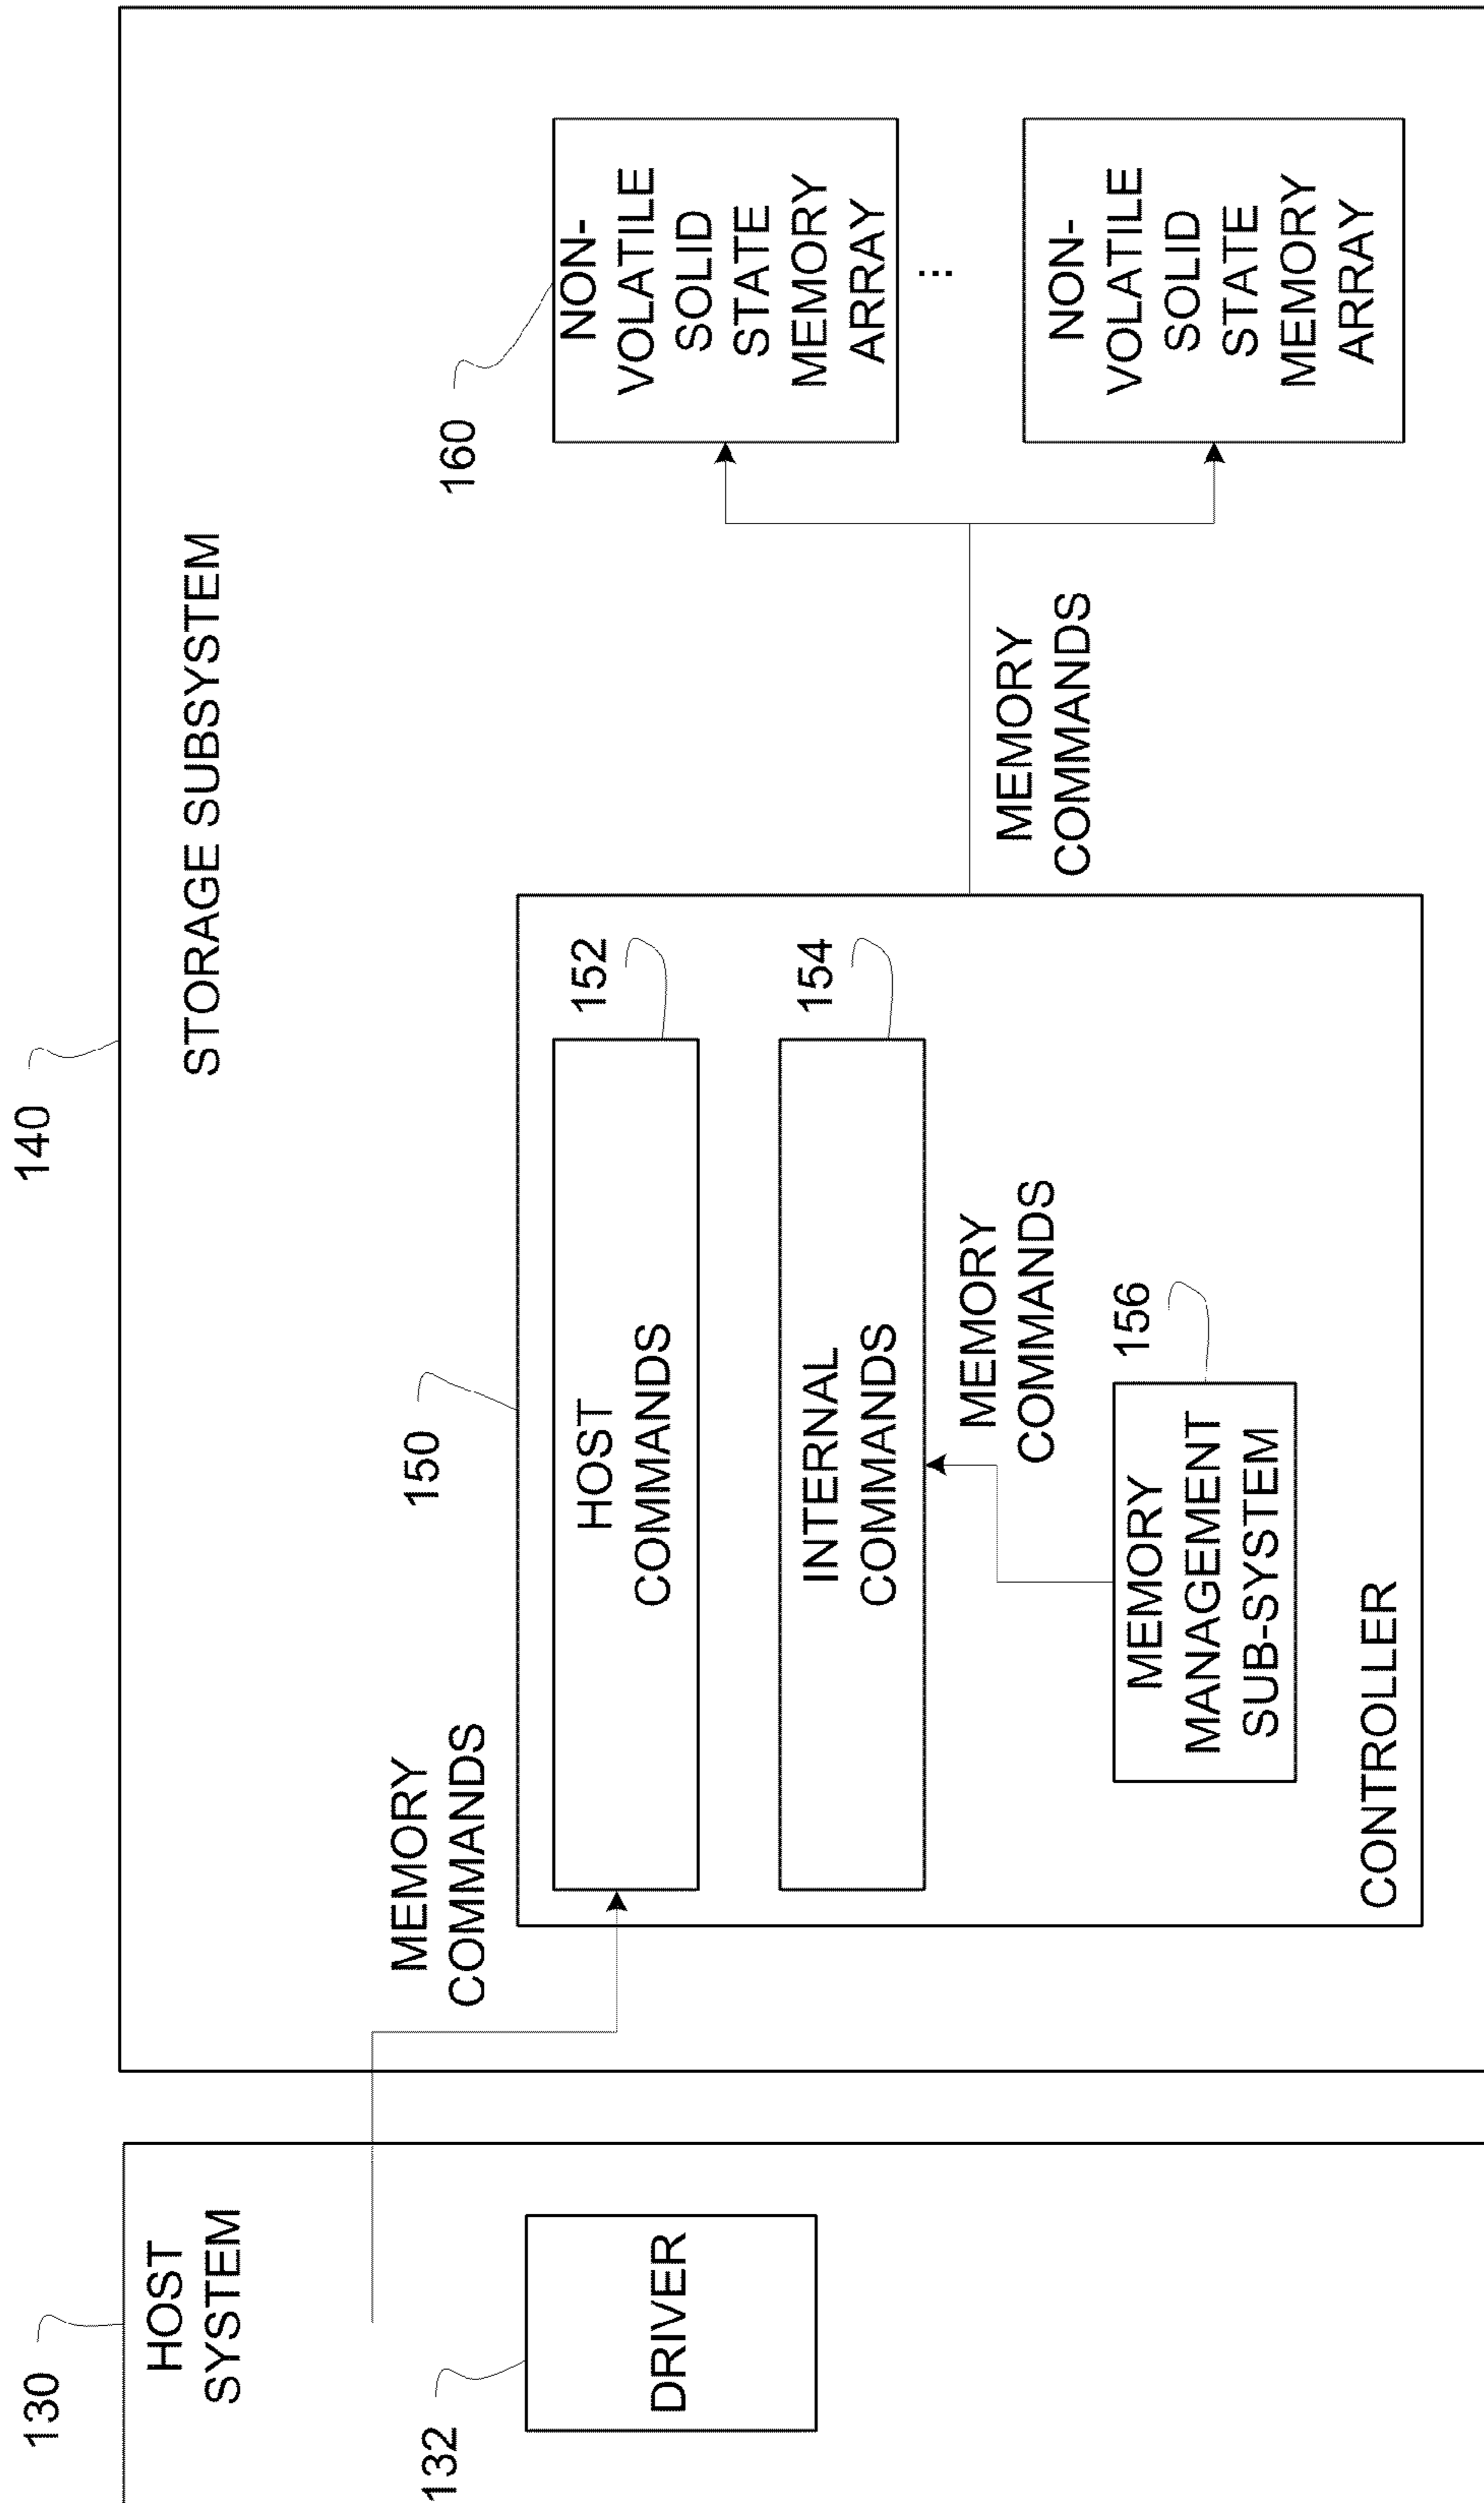 130
HOST
SYSTEM
132
DRIVER
140
STORAGE SUBSYSTEM
MEMORY
COMMANDS
150
HOST
COMMANDS
152
INTERNAL
COMMANDS
154
MEMORY
COMMANDS
MEMORY
MANAGEMENT
SUB-SYSTEM
156
CONTROLLER
MEMORY
COMMANDS
160
NON-
VOLATILE
SOLID
STATE
MEMORY
ARRAY
...
NON-
VOLATILE
SOLID
STATE
MEMORY
ARRAY